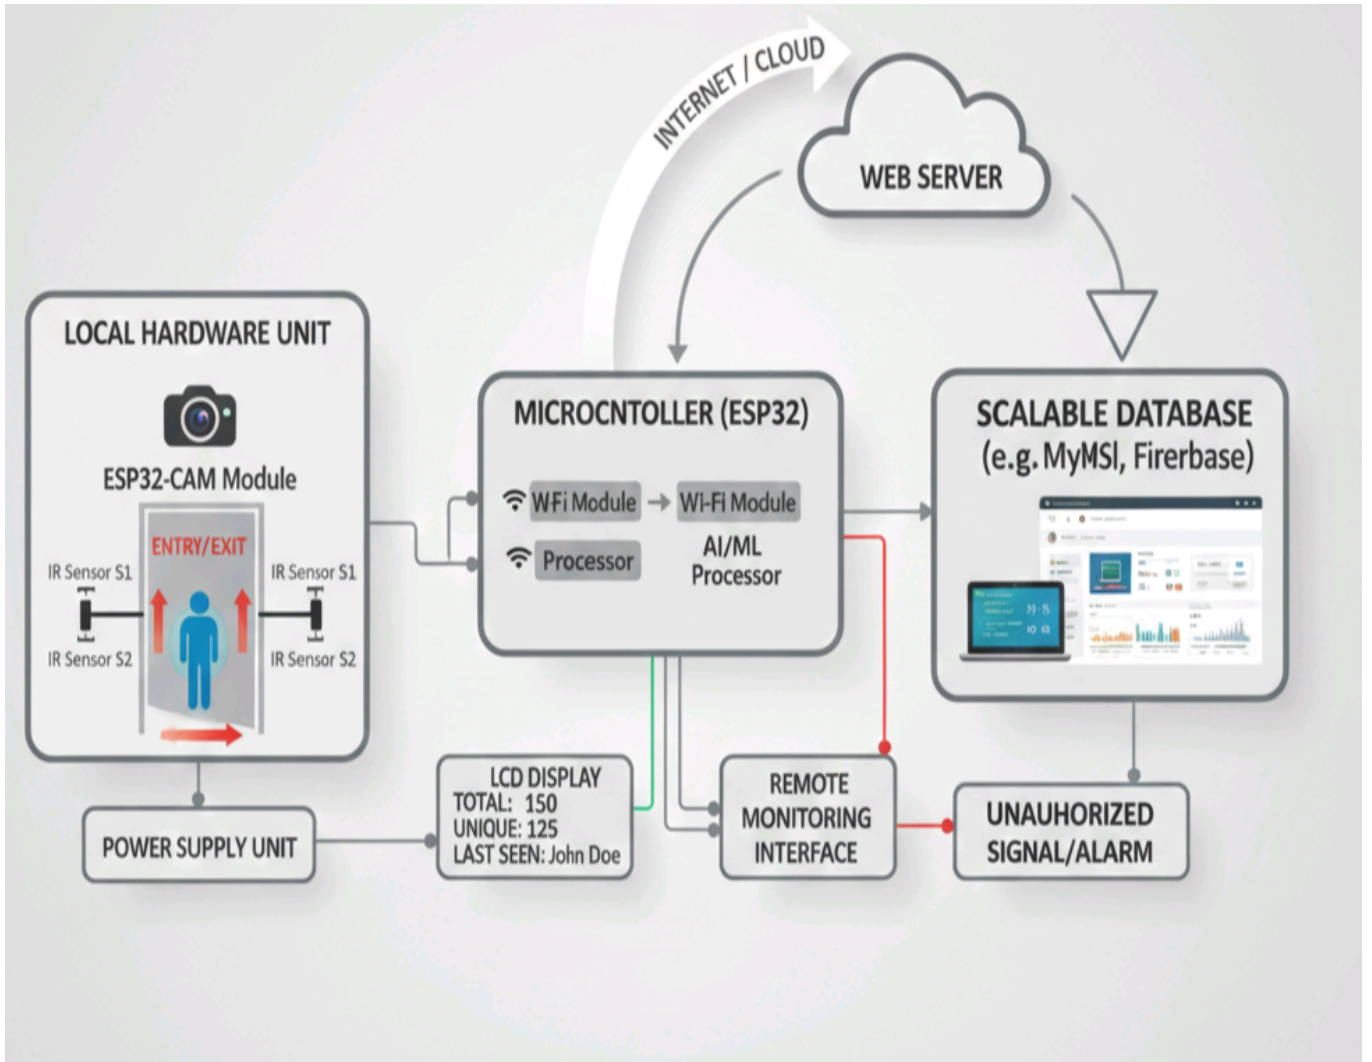 INTERNET / CLOUD
WEB SERVER
LOCAL HARDWARE UNIT
ESP32-CAM Module
ENTRY/EXIT
IR Sensor S1
IR Sensor S1
IR Sensor S2
IR Sensor S2
MICROCNTOLLER (ESP32)
WFi Module
Wi-Fi Module
Processor
AI/ML
Processor
SCALABLE DATABASE
(e.g. MyMSl, Firerbase)
POWER SUPPLY UNIT
LCD DISPLAY
TOTAL: 150
UNIQUE: 125
LAST SEEN: John Doe
REMOTE
MONITORING
INTERFACE
UNAUHORIZED
SIGNAL/ALARM